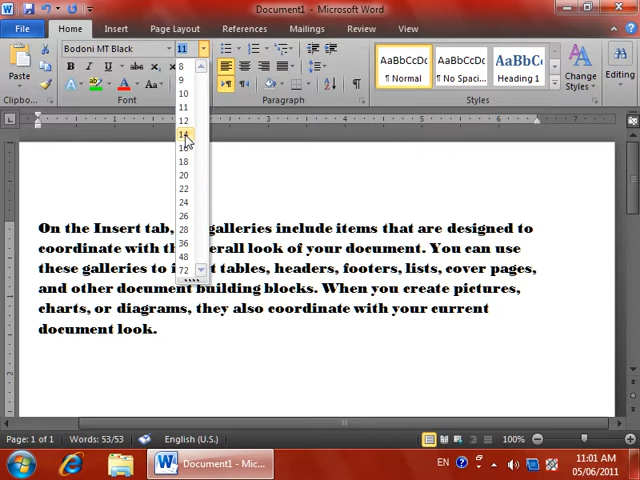 Document1 - Microsoft Word
File Home Insert Page Layout References Mailings Review View
Bodoni MT Black 11 AaBbCcDc AaBbCcDc AaBbCc
Paste ¶ Normal ¶ No Spaci... Heading 1 Change Styles Editing
Clipboa... Font Paragraph Styles
8
9
10
11
12
14
16
18
20
22
24
26
28
36
48
72
On the Insert tab, galleries include items that are designed to
coordinate with th erall look of your document. You can use
these galleries to i t tables, headers, footers, lists, cover pages,
and other document building blocks. When you create pictures,
charts, or diagrams, they also coordinate with your current
document look.
Page: 1 of 1 Words: 53/53 English (U.S.) 100%
Document1 - Mic... EN 11:01 AM
05/06/2011